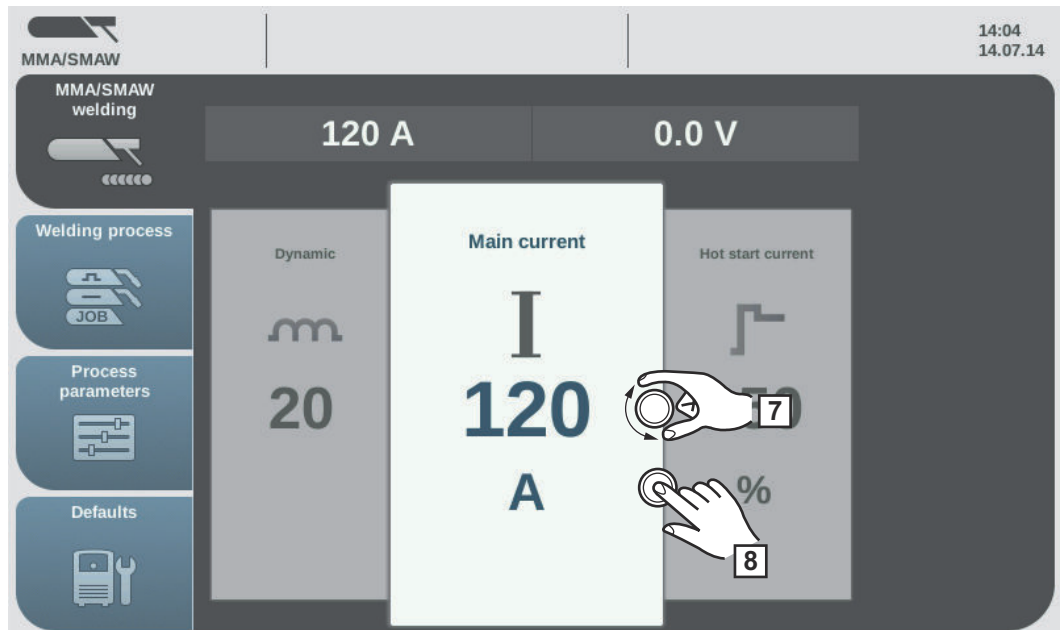 MMA/SMAW
14:04
14.07.14
MMA/SMAW
welding
120 A
0.0 V
Welding process
JOB
Process
parameters
Defaults
Dynamic
20
Main current
I
120
A
Hot start current
%
7
8